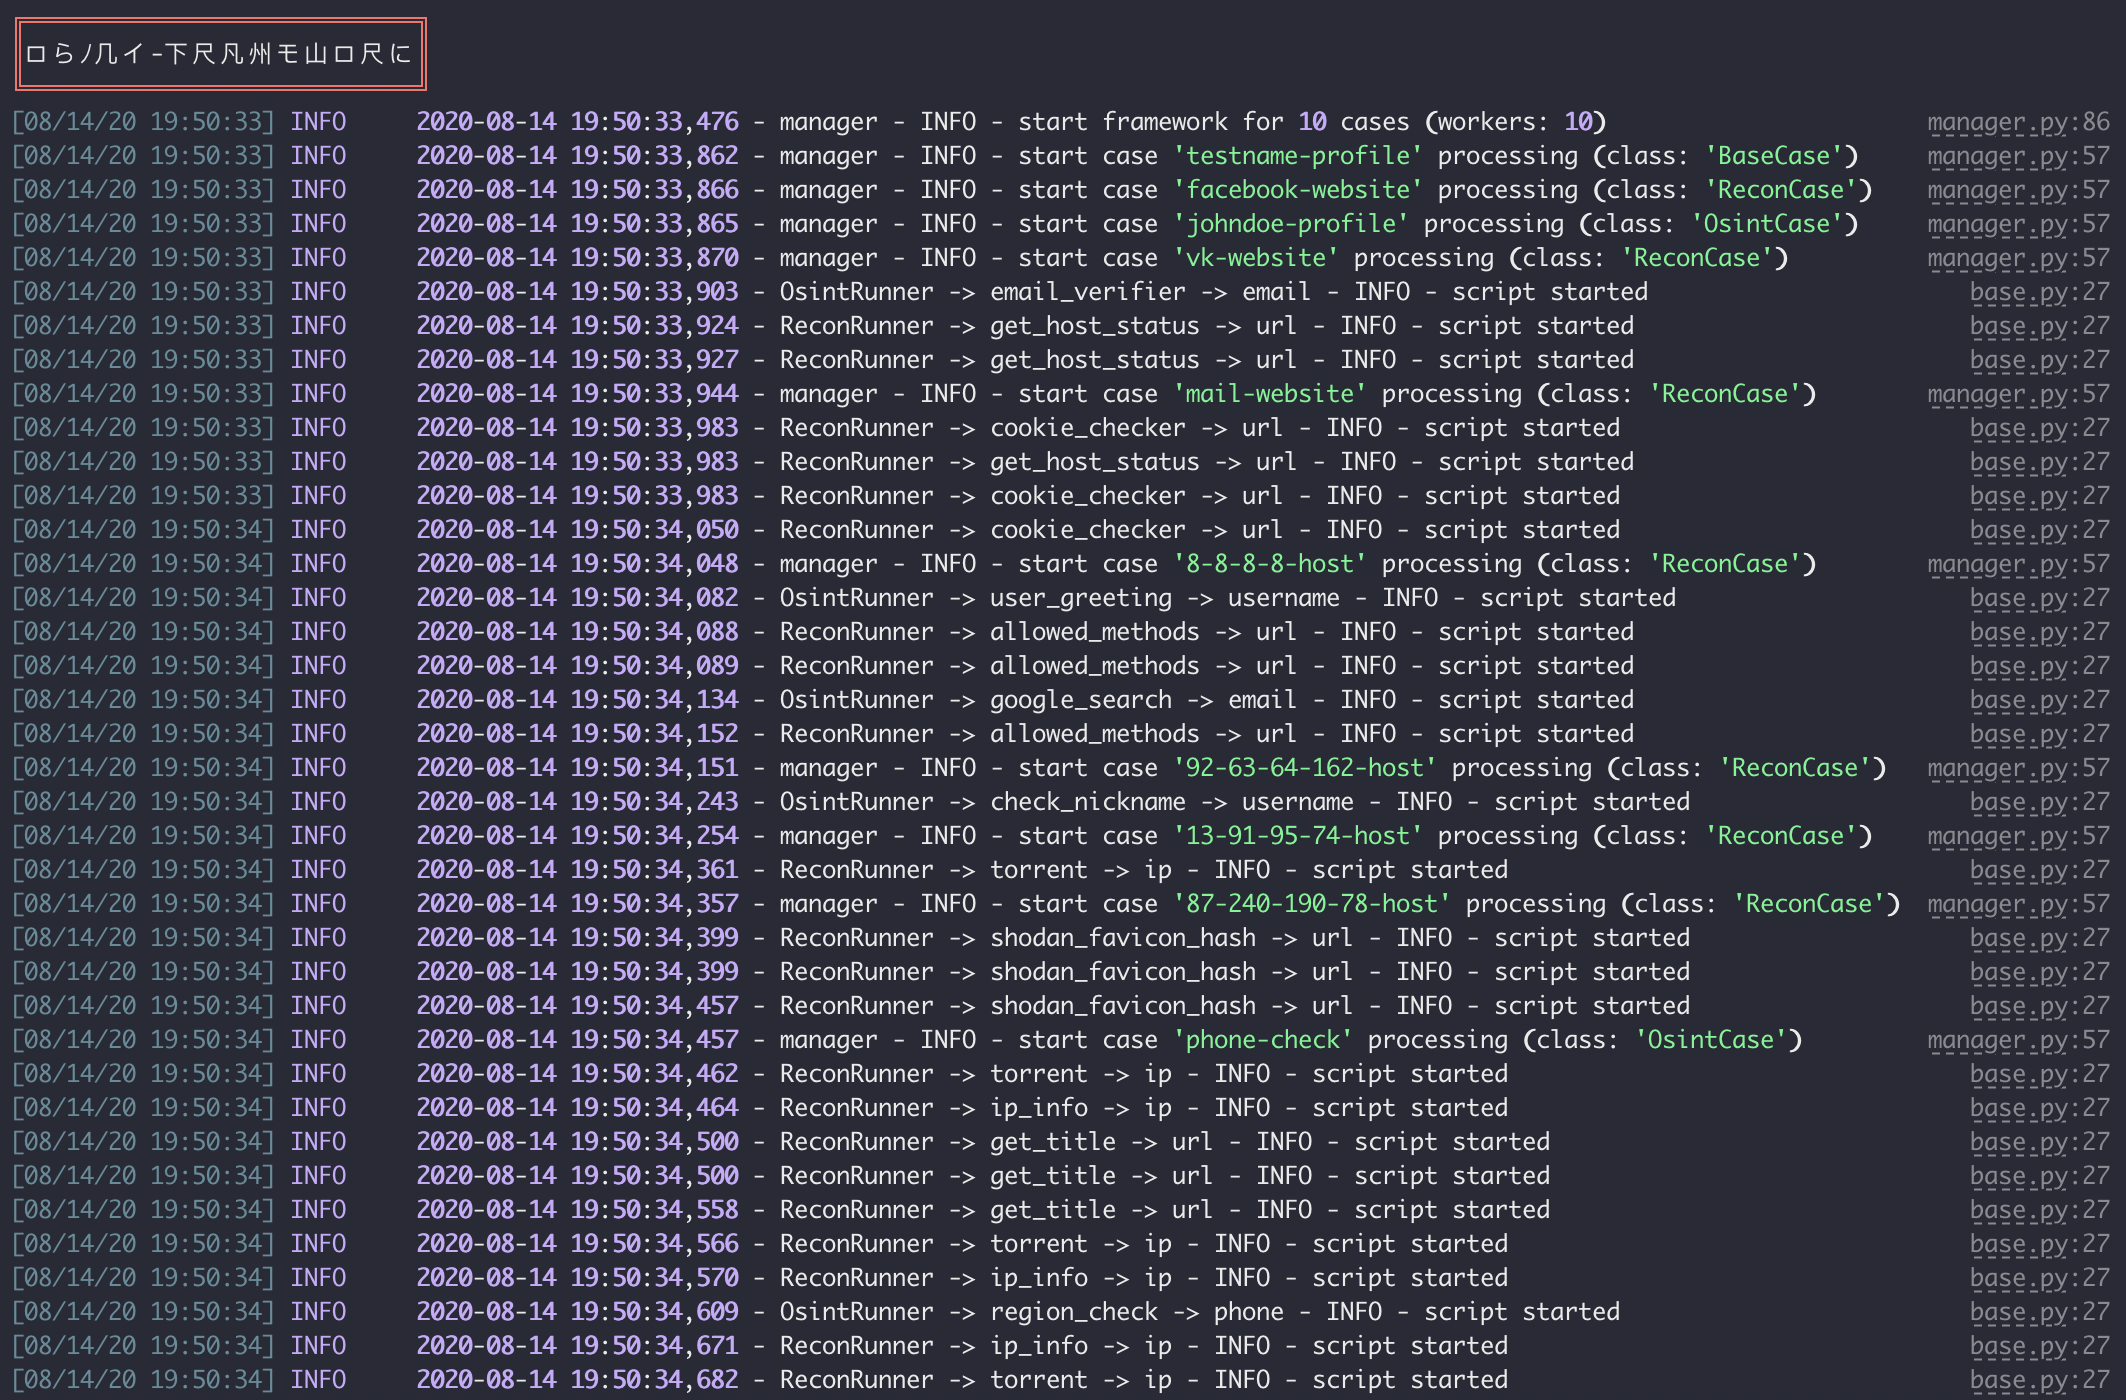 ロらノ几イ-下尺凡州モ山ロ尺に
[08/14/20 19:50:33] INFO 2020-08-14 19:50:33,476 - manager - INFO - start framework for 10 cases (workers: 10) manager.py:86
[08/14/20 19:50:33] INFO 2020-08-14 19:50:33,862 - manager - INFO - start case 'testname-profile' processing (class: 'BaseCase') manager.py:57
[08/14/20 19:50:33] INFO 2020-08-14 19:50:33,866 - manager - INFO - start case 'facebook-website' processing (class: 'ReconCase') manager.py:57
[08/14/20 19:50:33] INFO 2020-08-14 19:50:33,865 - manager - INFO - start case 'johndoe-profile' processing (class: 'OsintCase') manager.py:57
[08/14/20 19:50:33] INFO 2020-08-14 19:50:33,870 - manager - INFO - start case 'vk-website' processing (class: 'ReconCase') manager.py:57
[08/14/20 19:50:33] INFO 2020-08-14 19:50:33,903 - OsintRunner -> email_verifier -> email - INFO - script started base.py:27
[08/14/20 19:50:33] INFO 2020-08-14 19:50:33,924 - ReconRunner -> get_host_status -> url - INFO - script started base.py:27
[08/14/20 19:50:33] INFO 2020-08-14 19:50:33,927 - ReconRunner -> get_host_status -> url - INFO - script started base.py:27
[08/14/20 19:50:33] INFO 2020-08-14 19:50:33,944 - manager - INFO - start case 'mail-website' processing (class: 'ReconCase') manager.py:57
[08/14/20 19:50:33] INFO 2020-08-14 19:50:33,983 - ReconRunner -> cookie_checker -> url - INFO - script started base.py:27
[08/14/20 19:50:33] INFO 2020-08-14 19:50:33,983 - ReconRunner -> get_host_status -> url - INFO - script started base.py:27
[08/14/20 19:50:33] INFO 2020-08-14 19:50:33,983 - ReconRunner -> cookie_checker -> url - INFO - script started base.py:27
[08/14/20 19:50:34] INFO 2020-08-14 19:50:34,050 - ReconRunner -> cookie_checker -> url - INFO - script started base.py:27
[08/14/20 19:50:34] INFO 2020-08-14 19:50:34,048 - manager - INFO - start case '8-8-8-8-host' processing (class: 'ReconCase') manager.py:57
[08/14/20 19:50:34] INFO 2020-08-14 19:50:34,082 - OsintRunner -> user_greeting -> username - INFO - script started base.py:27
[08/14/20 19:50:34] INFO 2020-08-14 19:50:34,088 - ReconRunner -> allowed_methods -> url - INFO - script started base.py:27
[08/14/20 19:50:34] INFO 2020-08-14 19:50:34,089 - ReconRunner -> allowed_methods -> url - INFO - script started base.py:27
[08/14/20 19:50:34] INFO 2020-08-14 19:50:34,134 - OsintRunner -> google_search -> email - INFO - script started base.py:27
[08/14/20 19:50:34] INFO 2020-08-14 19:50:34,152 - ReconRunner -> allowed_methods -> url - INFO - script started base.py:27
[08/14/20 19:50:34] INFO 2020-08-14 19:50:34,151 - manager - INFO - start case '92-63-64-162-host' processing (class: 'ReconCase') manager.py:57
[08/14/20 19:50:34] INFO 2020-08-14 19:50:34,243 - OsintRunner -> check_nickname -> username - INFO - script started base.py:27
[08/14/20 19:50:34] INFO 2020-08-14 19:50:34,254 - manager - INFO - start case '13-91-95-74-host' processing (class: 'ReconCase') manager.py:57
[08/14/20 19:50:34] INFO 2020-08-14 19:50:34,361 - ReconRunner -> torrent -> ip - INFO - script started base.py:27
[08/14/20 19:50:34] INFO 2020-08-14 19:50:34,357 - manager - INFO - start case '87-240-190-78-host' processing (class: 'ReconCase') manager.py:57
[08/14/20 19:50:34] INFO 2020-08-14 19:50:34,399 - ReconRunner -> shodan_favicon_hash -> url - INFO - script started base.py:27
[08/14/20 19:50:34] INFO 2020-08-14 19:50:34,399 - ReconRunner -> shodan_favicon_hash -> url - INFO - script started base.py:27
[08/14/20 19:50:34] INFO 2020-08-14 19:50:34,457 - ReconRunner -> shodan_favicon_hash -> url - INFO - script started base.py:27
[08/14/20 19:50:34] INFO 2020-08-14 19:50:34,457 - manager - INFO - start case 'phone-check' processing (class: 'OsintCase') manager.py:57
[08/14/20 19:50:34] INFO 2020-08-14 19:50:34,462 - ReconRunner -> torrent -> ip - INFO - script started base.py:27
[08/14/20 19:50:34] INFO 2020-08-14 19:50:34,464 - ReconRunner -> ip_info -> ip - INFO - script started base.py:27
[08/14/20 19:50:34] INFO 2020-08-14 19:50:34,500 - ReconRunner -> get_title -> url - INFO - script started base.py:27
[08/14/20 19:50:34] INFO 2020-08-14 19:50:34,500 - ReconRunner -> get_title -> url - INFO - script started base.py:27
[08/14/20 19:50:34] INFO 2020-08-14 19:50:34,558 - ReconRunner -> get_title -> url - INFO - script started base.py:27
[08/14/20 19:50:34] INFO 2020-08-14 19:50:34,566 - ReconRunner -> torrent -> ip - INFO - script started base.py:27
[08/14/20 19:50:34] INFO 2020-08-14 19:50:34,570 - ReconRunner -> ip_info -> ip - INFO - script started base.py:27
[08/14/20 19:50:34] INFO 2020-08-14 19:50:34,609 - OsintRunner -> region_check -> phone - INFO - script started base.py:27
[08/14/20 19:50:34] INFO 2020-08-14 19:50:34,671 - ReconRunner -> ip_info -> ip - INFO - script started base.py:27
[08/14/20 19:50:34] INFO 2020-08-14 19:50:34,682 - ReconRunner -> torrent -> ip - INFO - script started base.py:27